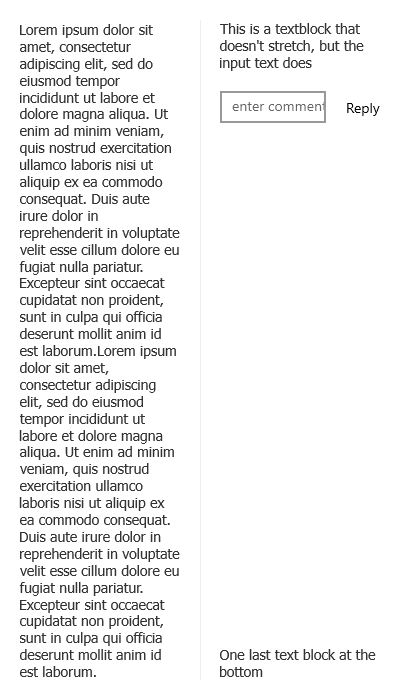 Lorem ipsum dolor sit
amet, consectetur
adipiscing elit, sed do
eiusmod tempor
incididunt ut labore et
dolore magna aliqua. Ut
enim ad minim veniam,
quis nostrud exercitation
ullamco laboris nisi ut
aliquip ex ea commodo
consequat. Duis aute
irure dolor in
reprehenderit in voluptate
velit esse cillum dolore eu
fugiat nulla pariatur.
Excepteur sint occaecat
cupidatat non proident,
sunt in culpa qui officia
deserunt mollit anim id
est laborum.Lorem ipsum
dolor sit amet,
consectetur adipiscing
elit, sed do eiusmod
tempor incididunt ut
labore et dolore magna
aliqua. Ut enim ad minim
veniam, quis nostrud
exercitation ullamco
laboris nisi ut aliquip ex
ea commodo consequat.
Duis aute irure dolor in
reprehenderit in voluptate
velit esse cillum dolore eu
fugiat nulla pariatur.
Excepteur sint occaecat
cupidatat non proident,
sunt in culpa qui officia
deserunt mollit anim id
est laborum.
This is a textblock that
doesn't stretch, but the
input text does
enter comment
Reply
One last text block at the
bottom